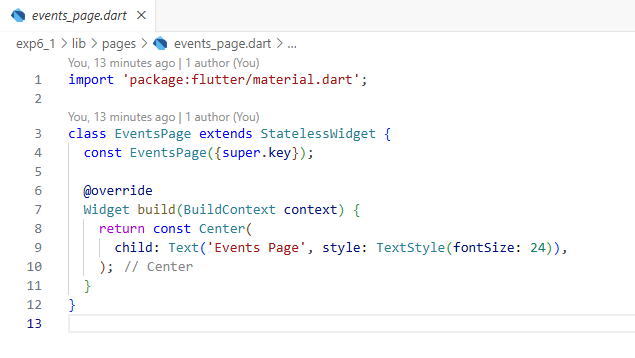 events_page.dart ×
exp6_1 > lib > pages > events_page.dart > ...
You, 13 minutes ago | 1 author (You)
1 import 'package:flutter/material.dart';
2
You, 13 minutes ago | 1 author (You)
3 class EventsPage extends StatelessWidget {
4   const EventsPage({super.key});
5
6   @override
7   Widget build(BuildContext context) {
8     return const Center(
9       child: Text('Events Page', style: TextStyle(fontSize: 24)),
10     ); // Center
11   }
12 }
13